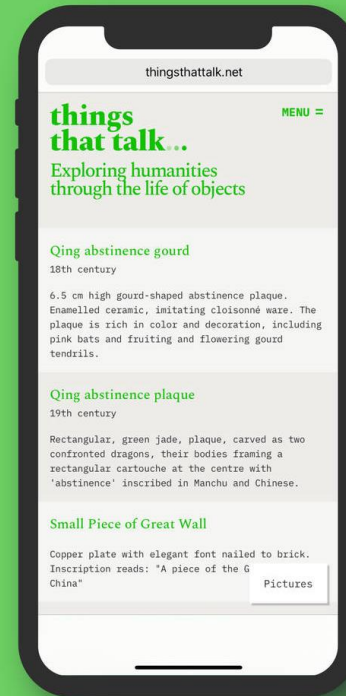 thingsthattalk.net
things
that talk...
MENU =
Exploring humanities
through the life of objects
Qing abstinence gourd
18th century
6.5 cm high gourd-shaped abstinence plaque.
Enamelled ceramic, imitating cloisonné ware. The
plaque is rich in color and decoration, including
pink bats and fruiting and flowering gourd
tendrils.
Qing abstinence plaque
19th century
Rectangular, green jade, plaque, carved as two
confronted dragons, their bodies framing a
rectangular cartouche at the centre with
'abstinence' inscribed in Manchu and Chinese.
Small Piece of Great Wall
Copper plate with elegant font nailed to brick.
Inscription reads: "A piece of the G
China"
Pictures